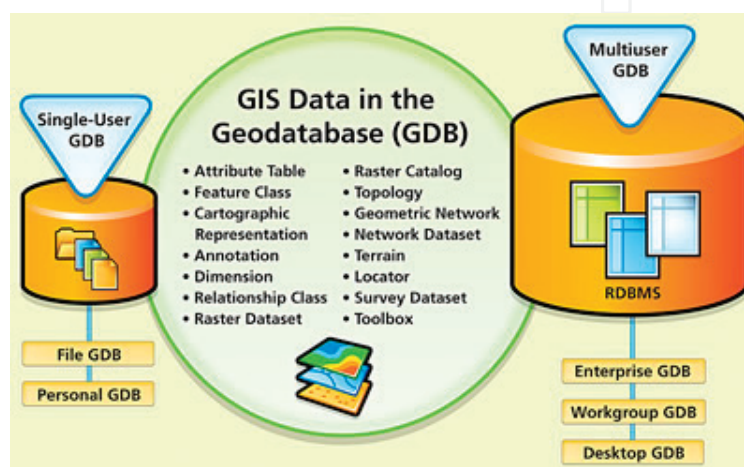 Single-User
GDB
File GDB
Personal GDB
GIS Data in the
Geodatabase (GDB)
• Attribute Table
• Feature Class
• Cartographic
Representation
• Annotation
• Dimension
• Relationship Class
• Raster Dataset
• Raster Catalog
• Topology
• Geometric Network
• Network Dataset
• Terrain
• Locator
• Survey Dataset
• Toolbox
Multiuser
GDB
RDBMS
Enterprise GDB
Workgroup GDB
Desktop GDB